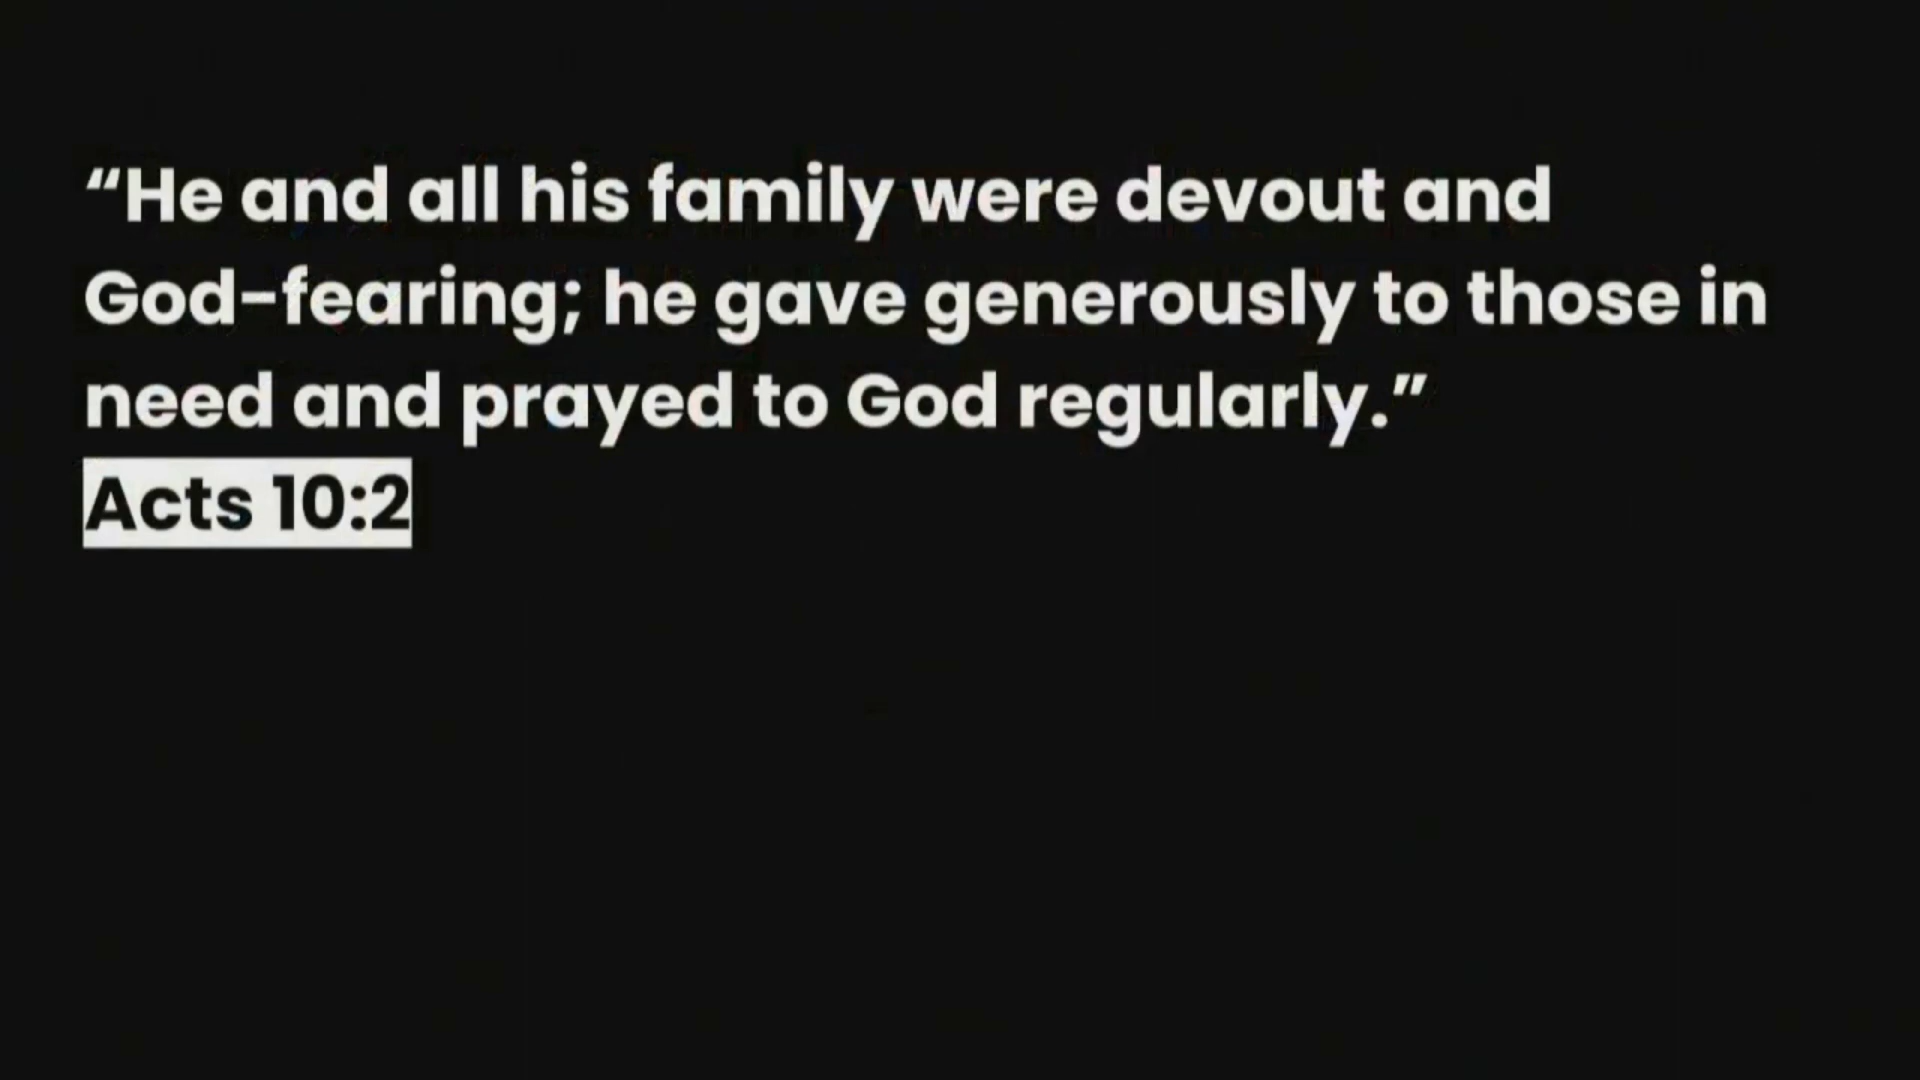 “He and all his family were devout and
God-fearing; he gave generously to those in
need and prayed to God regularly.”
Acts 10:2